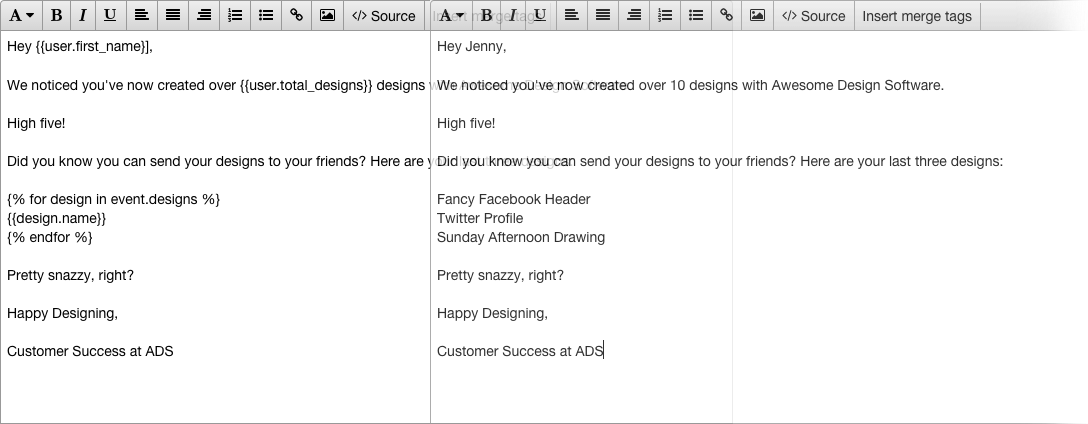 A B I U Source
Hey {{user.first_name}],
We noticed you've now created over {{user.total_designs}} designs
High five!
Did you know you can send your designs to your friends? Here are
{% for design in event.designs %}
{{design.name}}
{% endfor %}
Pretty snazzy, right?
Happy Designing,
Customer Success at ADS
A B I U Source Insert merge tags
Hey Jenny,
We noticed you've now created over 10 designs with Awesome Design Software.
High five!
Did you know you can send your designs to your friends? Here are your last three designs:
Fancy Facebook Header
Twitter Profile
Sunday Afternoon Drawing
Pretty snazzy, right?
Happy Designing,
Customer Success at ADS